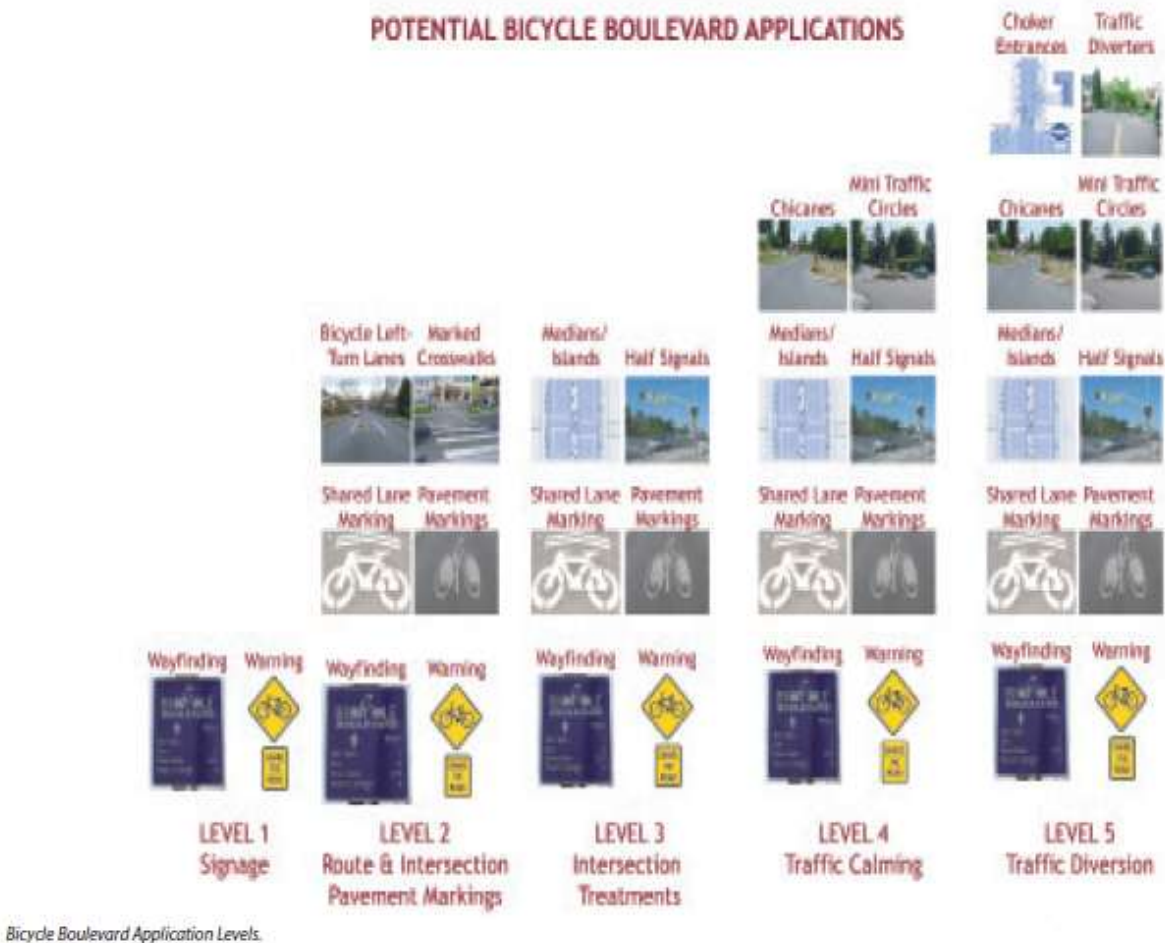 POTENTIAL BICYCLE BOULEVARD APPLICATIONS
Choker Entrances
Traffic Diverters
Chicanes
Mini Traffic Circles
Chicanes
Mini Traffic Circles
Bicycle Left-Turn Lanes
Marked Crosswalks
Medians/Islands
Half Signals
Medians/Islands
Half Signals
Medians/Islands
Half Signals
Shared Lane Marking
Pavement Markings
Shared Lane Marking
Pavement Markings
Shared Lane Marking
Pavement Markings
Shared Lane Marking
Pavement Markings
Wayfinding
Warning
Wayfinding
Warning
Wayfinding
Warning
Wayfinding
Warning
Wayfinding
Warning
LEVEL 1
Signage
LEVEL 2
Route & Intersection
Pavement Markings
LEVEL 3
Intersection
Treatments
LEVEL 4
Traffic Calming
LEVEL 5
Traffic Diversion
Bicycle Boulevard Application Levels.